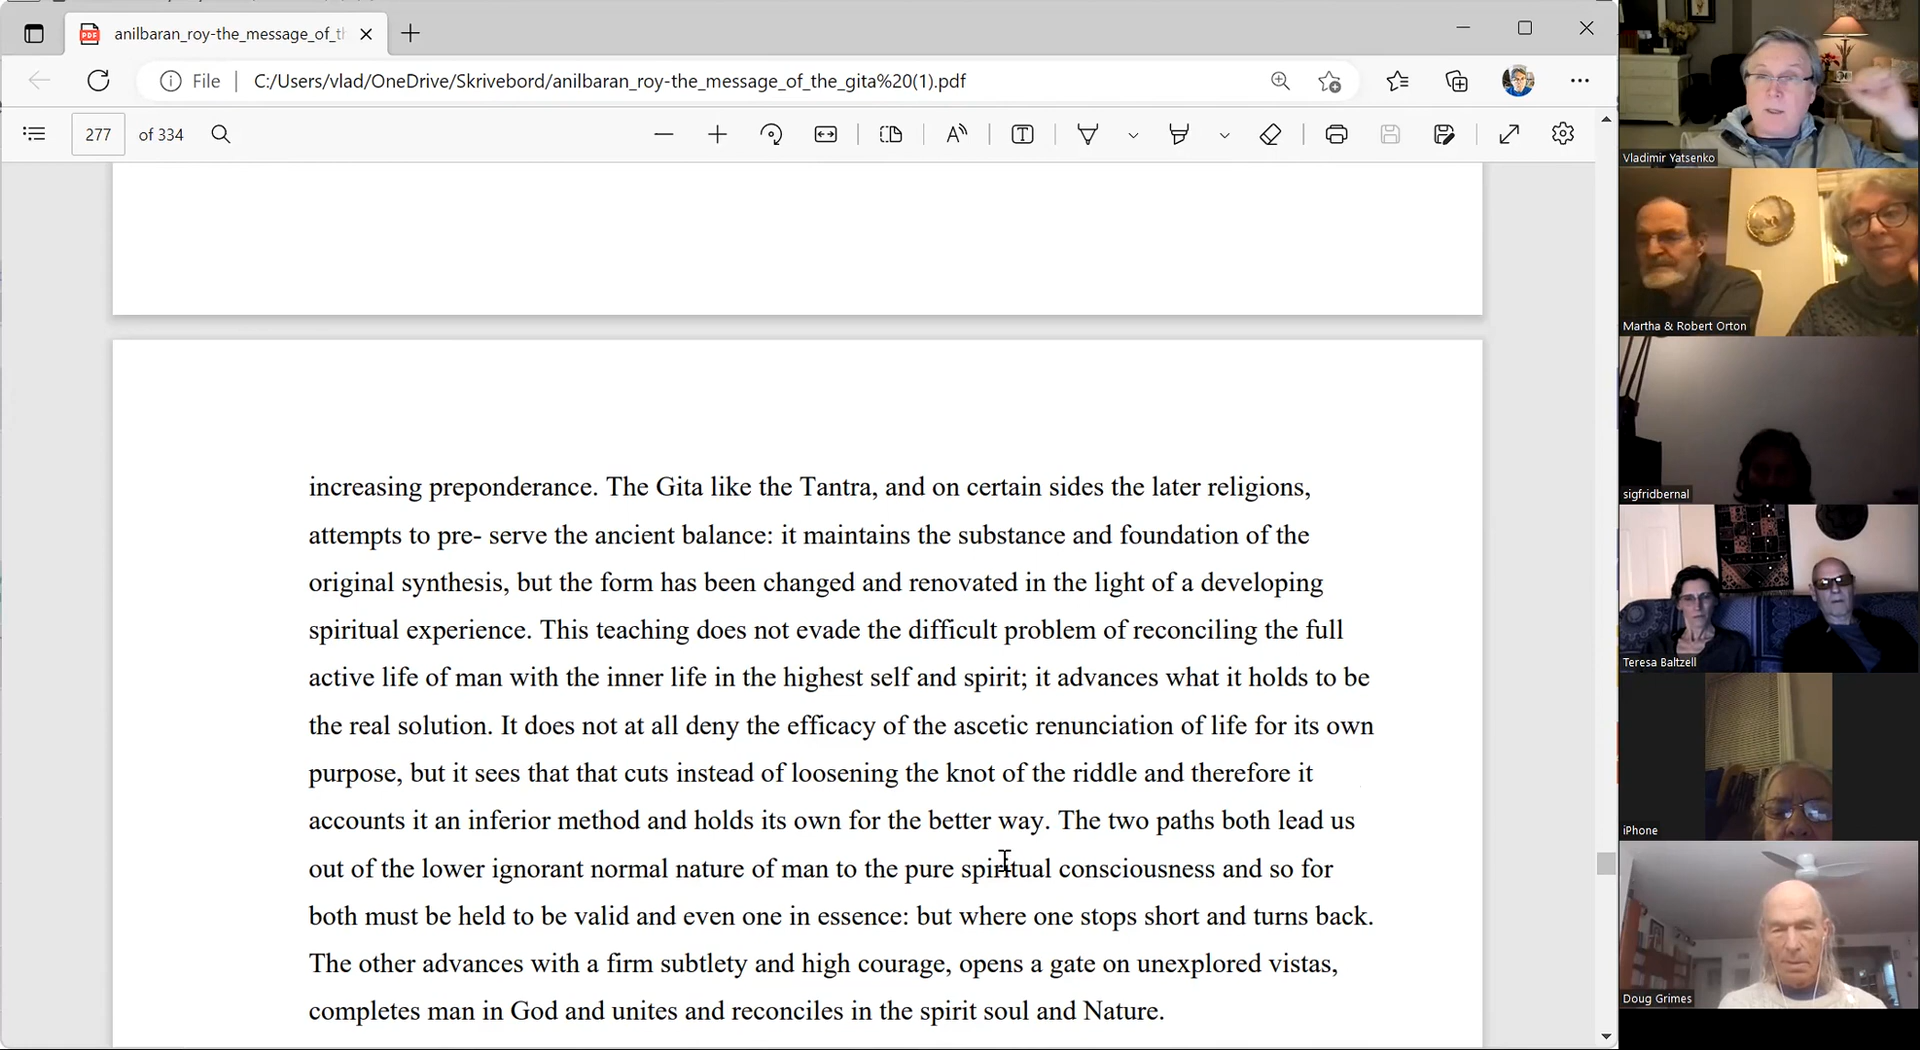 anilbaran_roy-the_message_of_th
File
C:/Users/vlad/OneDrive/Skrivebord/anilbaran_roy-the_message_of_the_gita%20(1).pdf
277 of 334
increasing preponderance. The Gita like the Tantra, and on certain sides the later religions,
attempts to pre- serve the ancient balance: it maintains the substance and foundation of the
original synthesis, but the form has been changed and renovated in the light of a developing
spiritual experience. This teaching does not evade the difficult problem of reconciling the full
active life of man with the inner life in the highest self and spirit; it advances what it holds to be
the real solution. It does not at all deny the efficacy of the ascetic renunciation of life for its own
purpose, but it sees that that cuts instead of loosening the knot of the riddle and therefore it
accounts it an inferior method and holds its own for the better way. The two paths both lead us
out of the lower ignorant normal nature of man to the pure spiritual consciousness and so for
both must be held to be valid and even one in essence: but where one stops short and turns back.
The other advances with a firm subtlety and high courage, opens a gate on unexplored vistas,
completes man in God and unites and reconciles in the spirit soul and Nature.
Vladimir Yatsenko
Martha & Robert Orton
sigfridbernal
Teresa Baltzell
iPhone
Doug Grimes